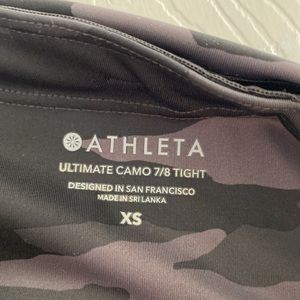 ATHLETA
ULTIMATE CAMO 7/8 TIGHT
DESIGNED IN SAN FRANCISCO
MADE IN SRI LANKA
XS